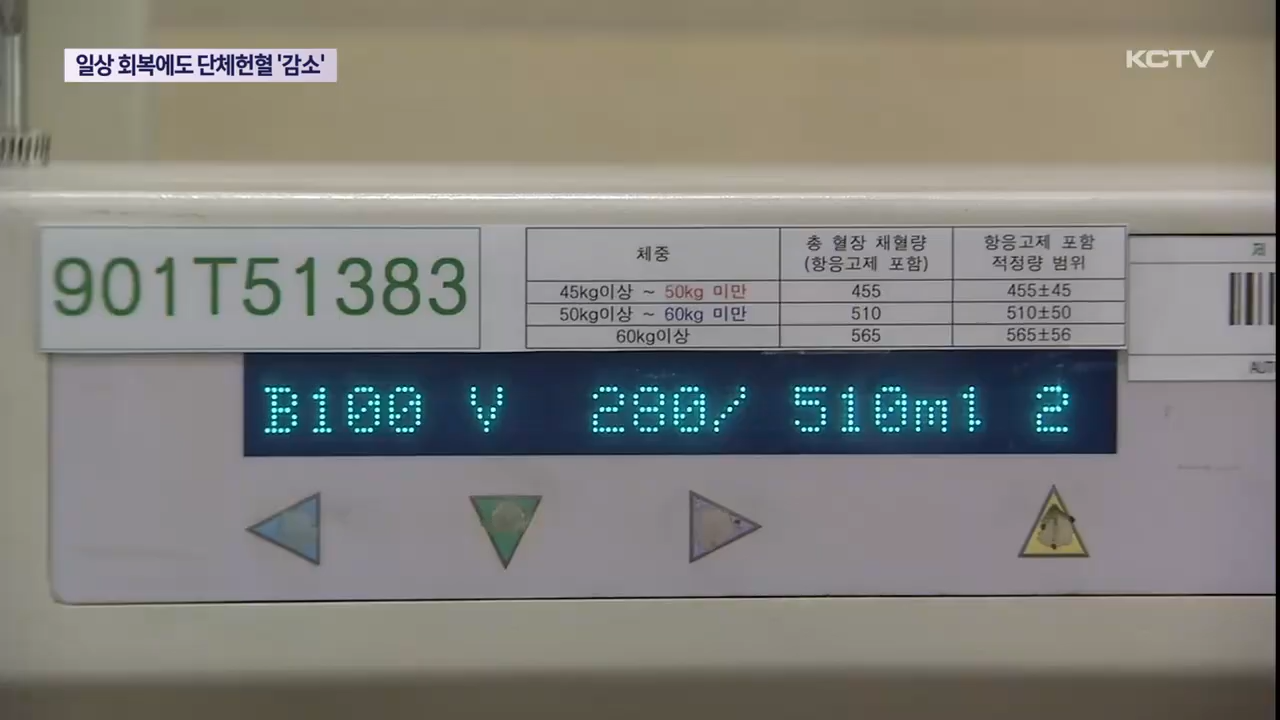 일상 회복에도 단체헌혈 '감소'
KCTV
901T51383
체중 총 혈장 채혈량 (항응고제 포함) 항응고제 포함 적정량 범위
45kg이상 ~ 50kg 미만 455 455±45
50kg이상 ~ 60kg 미만 510 510±50
60kg이상 565 565±56
B100 V 280/ 510ml 2